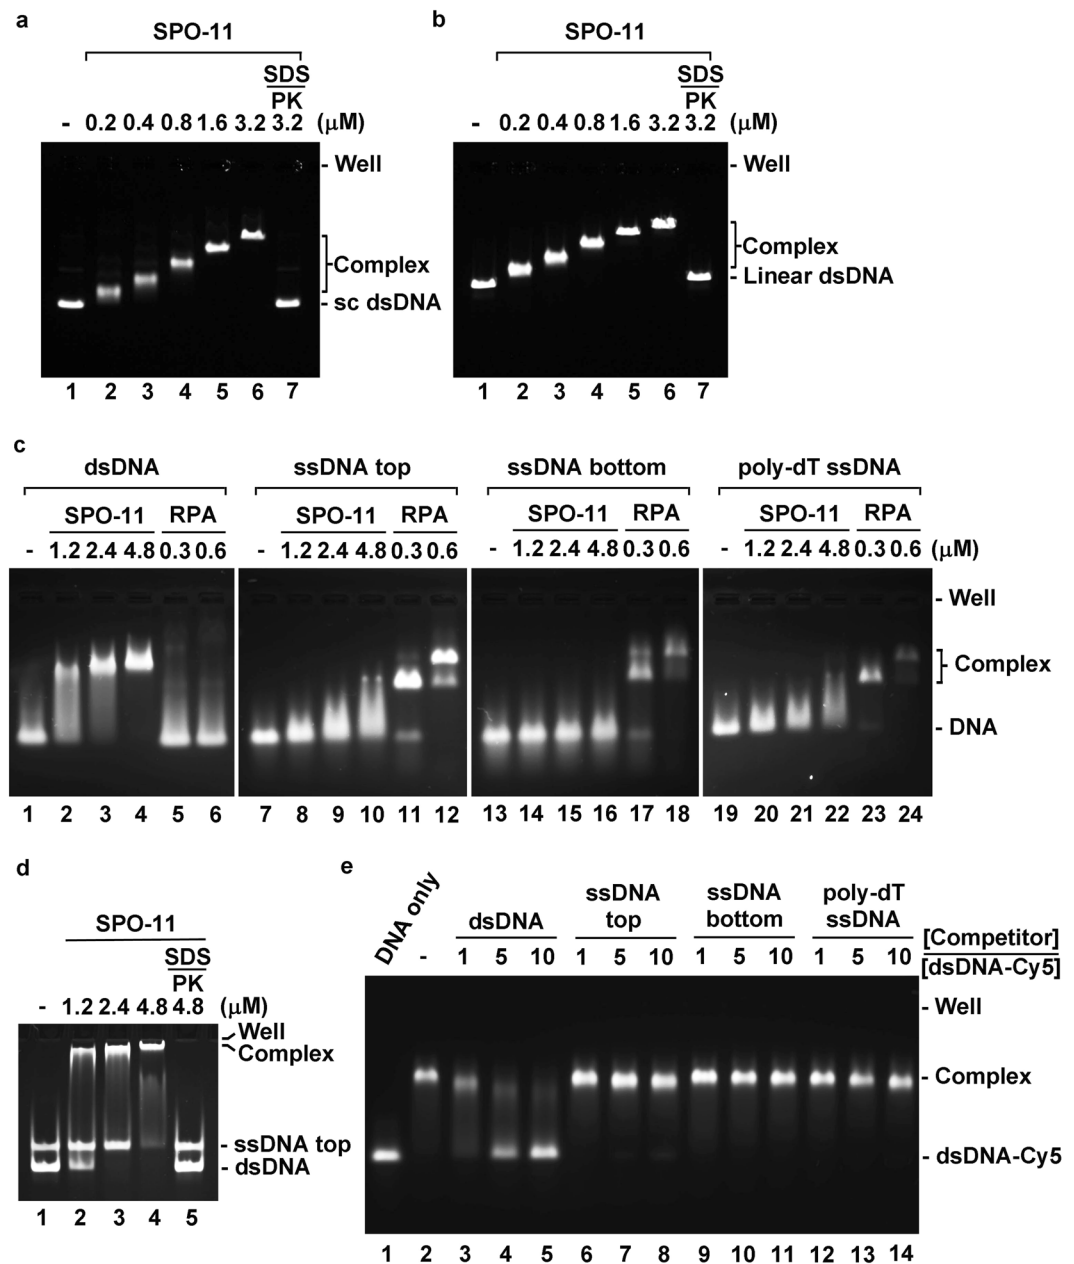 a
SPO-11
SDS
PK
- 0.2 0.4 0.8 1.6 3.2 3.2 (μM)
- Well
Complex
- sc dsDNA
1 2 3 4 5 6 7
b
SPO-11
SDS
PK
- 0.2 0.4 0.8 1.6 3.2 3.2 (μM)
- Well
Complex
- Linear dsDNA
1 2 3 4 5 6 7
c
dsDNA ssDNA top ssDNA bottom poly-dT ssDNA
SPO-11 RPA SPO-11 RPA SPO-11 RPA SPO-11 RPA
- 1.2 2.4 4.8 0.3 0.6 - 1.2 2.4 4.8 0.3 0.6 - 1.2 2.4 4.8 0.3 0.6 - 1.2 2.4 4.8 0.3 0.6 (μM)
- Well
Complex
- DNA
1 2 3 4 5 6 7 8 9 10 11 12 13 14 15 16 17 18 19 20 21 22 23 24
d
SPO-11
SDS
PK
- 1.2 2.4 4.8 4.8 (μM)
Well
Complex
- ssDNA top
- dsDNA
1 2 3 4 5
e
DNA only
dsDNA
ssDNA
top
ssDNA
bottom
poly-dT
ssDNA
[Competitor]
[dsDNA-Cy5]
- 1 5 10 1 5 10 1 5 10 1 5 10
- Well
- Complex
- dsDNA-Cy5
1 2 3 4 5 6 7 8 9 10 11 12 13 14